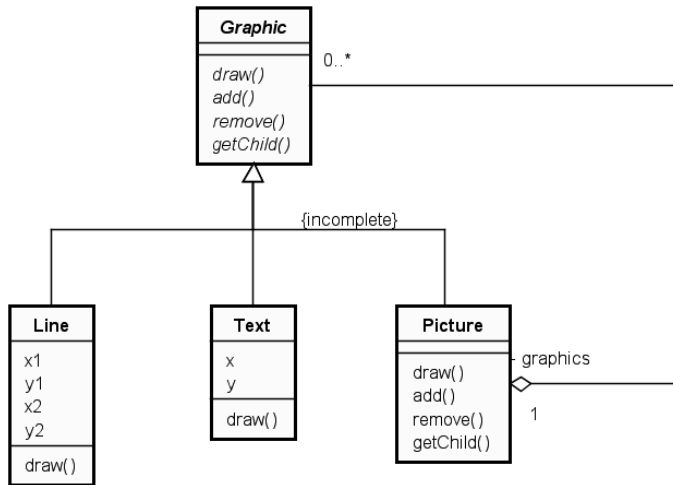 Graphic
draw()
add()
remove()
getChild()
0..*
{incomplete}
Line
x1
y1
x2
y2
draw()
Text
x
y
draw()
Picture
draw()
add()
remove()
getChild()
- graphics
1